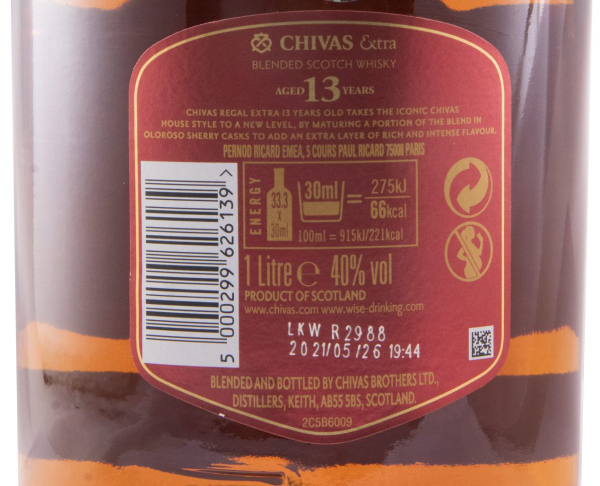 CHIVAS Extra
BLENDED SCOTCH WHISKY
AGED 13 YEARS
CHIVAS REGAL EXTRA 13 YEARS OLD TAKES THE ICONIC CHIVAS
HOUSE STYLE TO A NEW LEVEL, BY MATURING A PORTION OF THE BLEND IN
OLOROSO SHERRY CASKS TO ADD AN EXTRA LAYER OF RICH AND INTENSE FLAVOUR.
PERNOD RICARD EMEA, 5 COURS PAUL RICARD 75008 PARIS
ENERGY
33.3
x
30ml
30ml = 275kJ
66kcal
100ml = 915kJ/221kcal
1 Litre e 40% vol
PRODUCT OF SCOTLAND
www.chivas.com www.wise-drinking.com
5 000299 626139 >
LKW R2988
2021/05/26 19:44
BLENDED AND BOTTLED BY CHIVAS BROTHERS LTD.,
DISTILLERS, KEITH, AB55 5BS, SCOTLAND.
2C5B6009